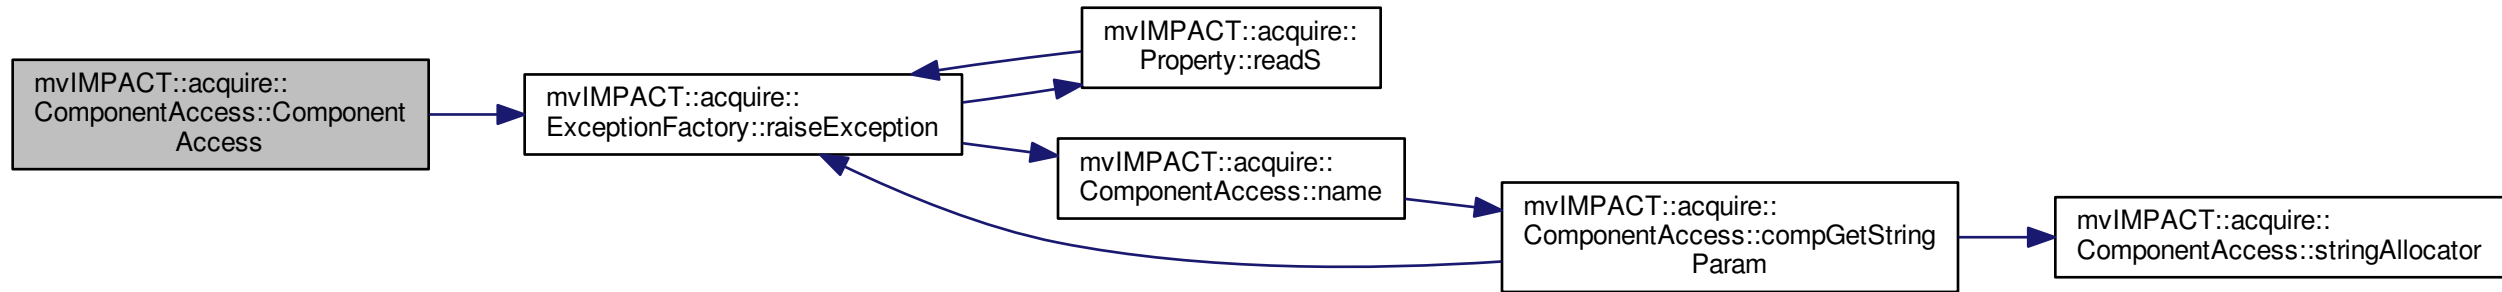 mvIMPACT::acquire::
ComponentAccess::Component
Access
mvIMPACT::acquire::
ExceptionFactory::raiseException
mvIMPACT::acquire::
Property::readS
mvIMPACT::acquire::
ComponentAccess::name
mvIMPACT::acquire::
ComponentAccess::compGetString
Param
mvIMPACT::acquire::
ComponentAccess::stringAllocator